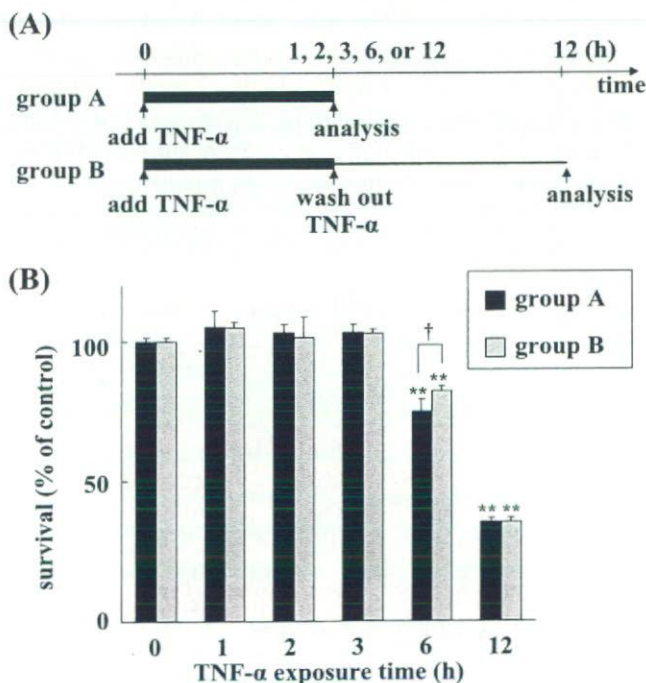 (A)
0 1, 2, 3, 6, or 12 12 (h)
time
group A
add TNF-α analysis
group B
add TNF-α wash out TNF-α analysis
(B)
group A
group B
survival (% of control)
100
50
0
†
** **
** **
0 1 2 3 6 12
TNF-α exposure time (h)